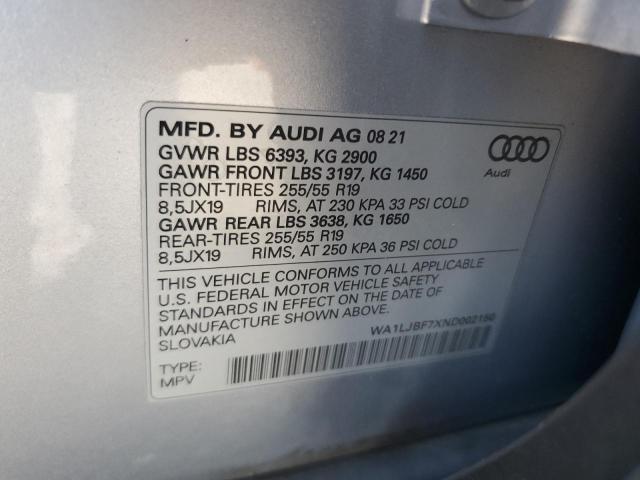 MFD. BY AUDI AG 08 21
GVWR LBS 6393, KG 2900
GAWR FRONT LBS 3197, KG 1450
FRONT-TIRES 255/55 R19
8,5JX19 RIMS, AT 230 KPA 33 PSI COLD
GAWR REAR LBS 3638, KG 1650
REAR-TIRES 255/55 R19
8,5JX19 RIMS, AT 250 KPA 36 PSI COLD
Audi
THIS VEHICLE CONFORMS TO ALL APPLICABLE
U.S. FEDERAL MOTOR VEHICLE SAFETY
STANDARDS IN EFFECT ON THE DATE OF
MANUFACTURE SHOWN ABOVE.
SLOVAKIA
WA1LJBF7XND002150
TYPE:
MPV